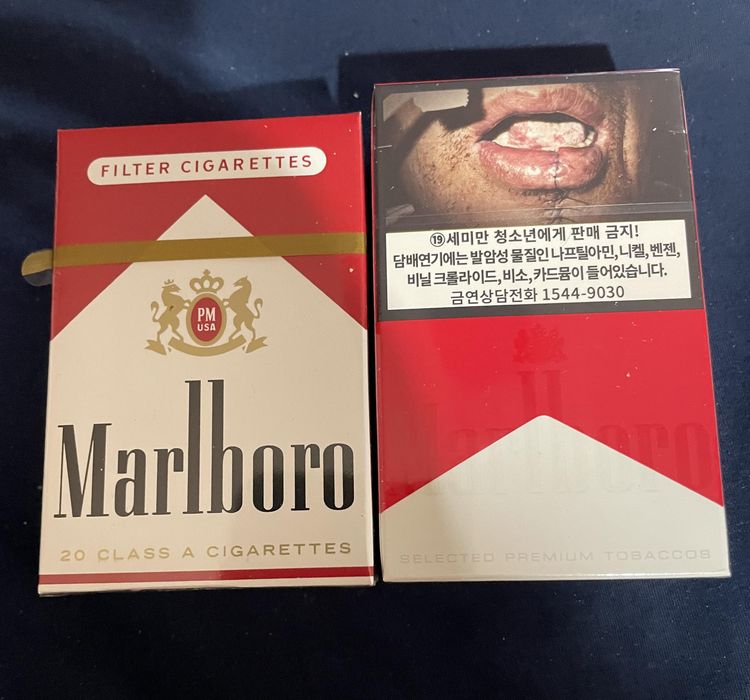 FILTER CIGARETTES
PM
USA
Marlboro
20 CLASS A CIGARETTES
⑲세미만 청소년에게 판매 금지!
담배연기에는 발암성 물질인 나프틸아민, 니켈, 벤젠,
비닐 크롤라이드, 비소, 카드뮴이 들어있습니다.
금연상담전화 1544-9030
Marlboro
SELECTED PREMIUM TOBACCOS